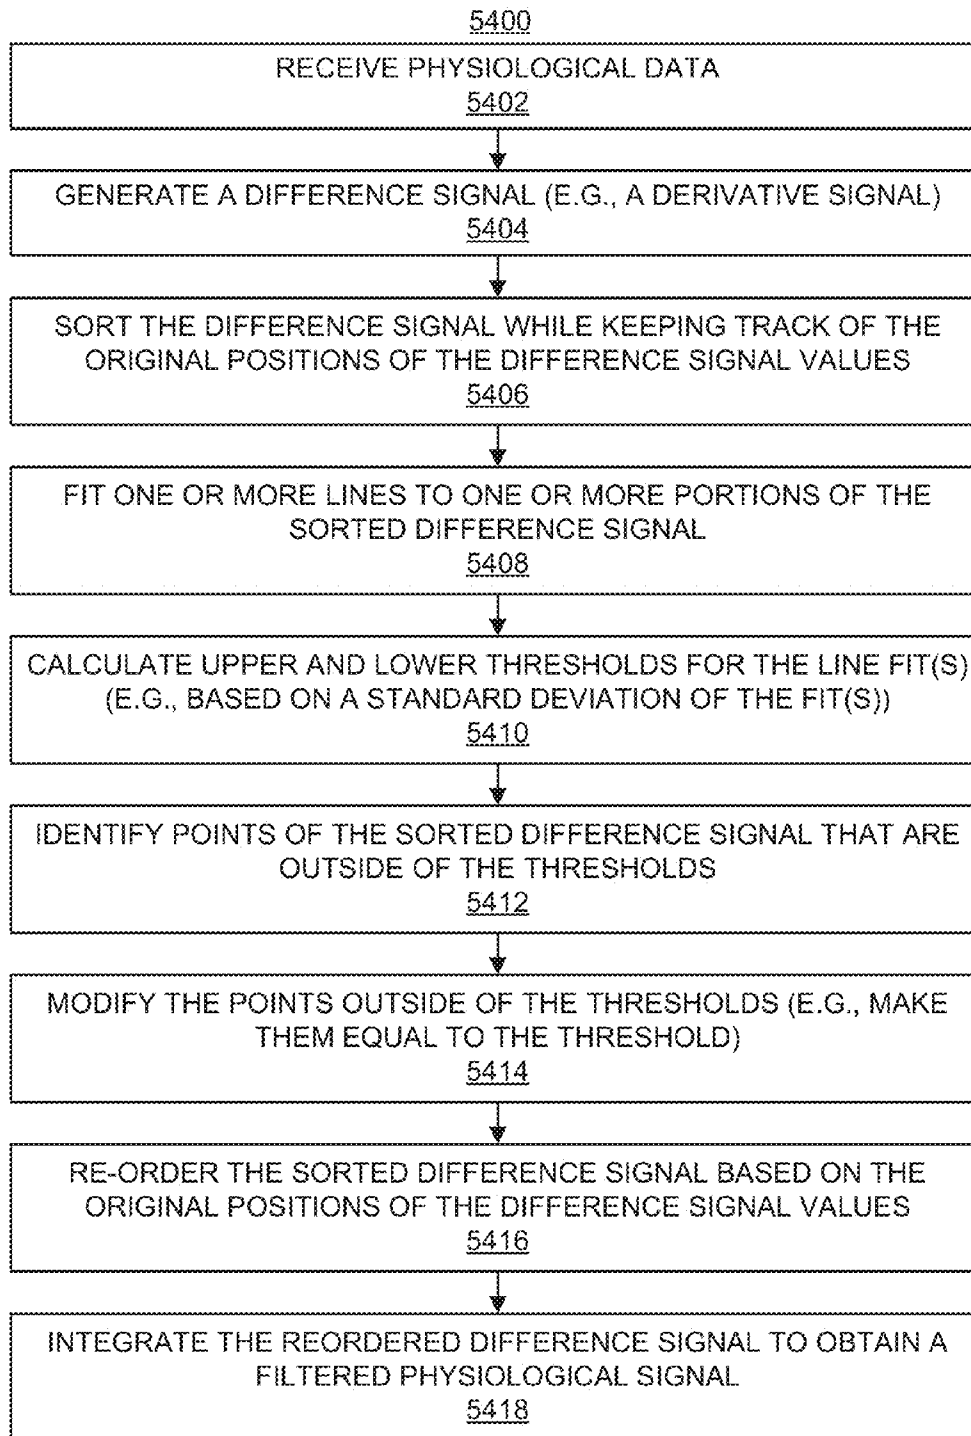 5400
RECEIVE PHYSIOLOGICAL DATA
5402
GENERATE A DIFFERENCE SIGNAL (E.G., A DERIVATIVE SIGNAL)
5404
SORT THE DIFFERENCE SIGNAL WHILE KEEPING TRACK OF THE
ORIGINAL POSITIONS OF THE DIFFERENCE SIGNAL VALUES
5406
FIT ONE OR MORE LINES TO ONE OR MORE PORTIONS OF THE
SORTED DIFFERENCE SIGNAL
5408
CALCULATE UPPER AND LOWER THRESHOLDS FOR THE LINE FIT(S)
(E.G., BASED ON A STANDARD DEVIATION OF THE FIT(S))
5410
IDENTIFY POINTS OF THE SORTED DIFFERENCE SIGNAL THAT ARE
OUTSIDE OF THE THRESHOLDS
5412
MODIFY THE POINTS OUTSIDE OF THE THRESHOLDS (E.G., MAKE
THEM EQUAL TO THE THRESHOLD)
5414
RE-ORDER THE SORTED DIFFERENCE SIGNAL BASED ON THE
ORIGINAL POSITIONS OF THE DIFFERENCE SIGNAL VALUES
5416
INTEGRATE THE REORDERED DIFFERENCE SIGNAL TO OBTAIN A
FILTERED PHYSIOLOGICAL SIGNAL
5418